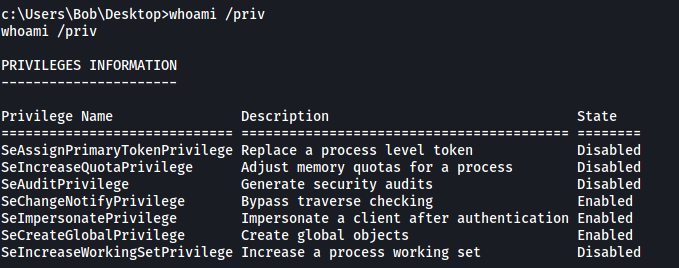 c:\Users\Bob\Desktop>whoami /priv
whoami /priv
PRIVILEGES INFORMATION
----------------------
Privilege Name                Description                               State
============================= ========================================= ========
SeAssignPrimaryTokenPrivilege Replace a process level token             Disabled
SeIncreaseQuotaPrivilege      Adjust memory quotas for a process        Disabled
SeAuditPrivilege              Generate security audits                  Disabled
SeChangeNotifyPrivilege       Bypass traverse checking                  Enabled
SeImpersonatePrivilege        Impersonate a client after authentication Enabled
SeCreateGlobalPrivilege       Create global objects                     Enabled
SeIncreaseWorkingSetPrivilege Increase a process working set            Disabled